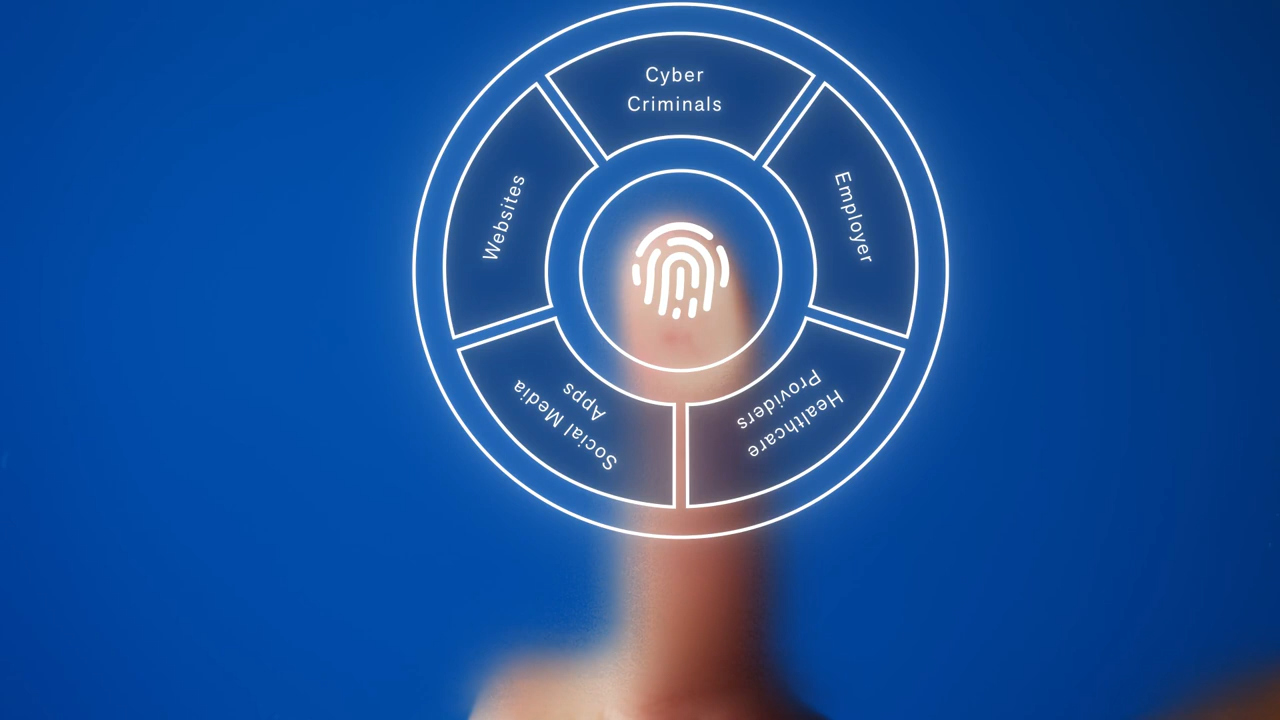 Cyber
Criminals
Employer
Healthcare
Providers
Social Media
Apps
Websites